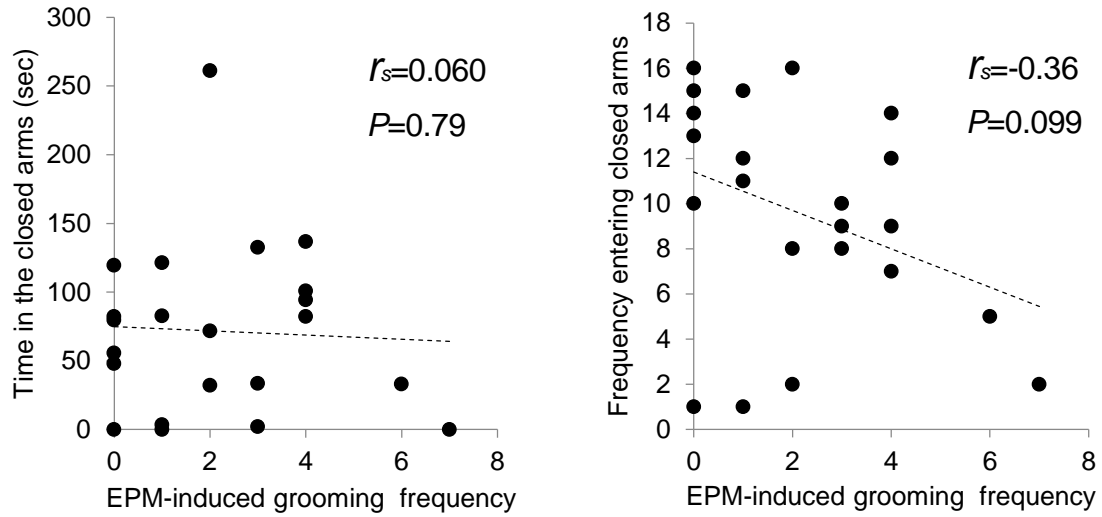 Time in the closed arms (sec)
300
250
200
150
100
50
0
0 2 4 6 8
EPM-induced grooming frequency
rs=0.060
P=0.79
Frequency entering closed arms
18
16
14
12
10
8
6
4
2
0
0 2 4 6 8
EPM-induced grooming frequency
rs=-0.36
P=0.099